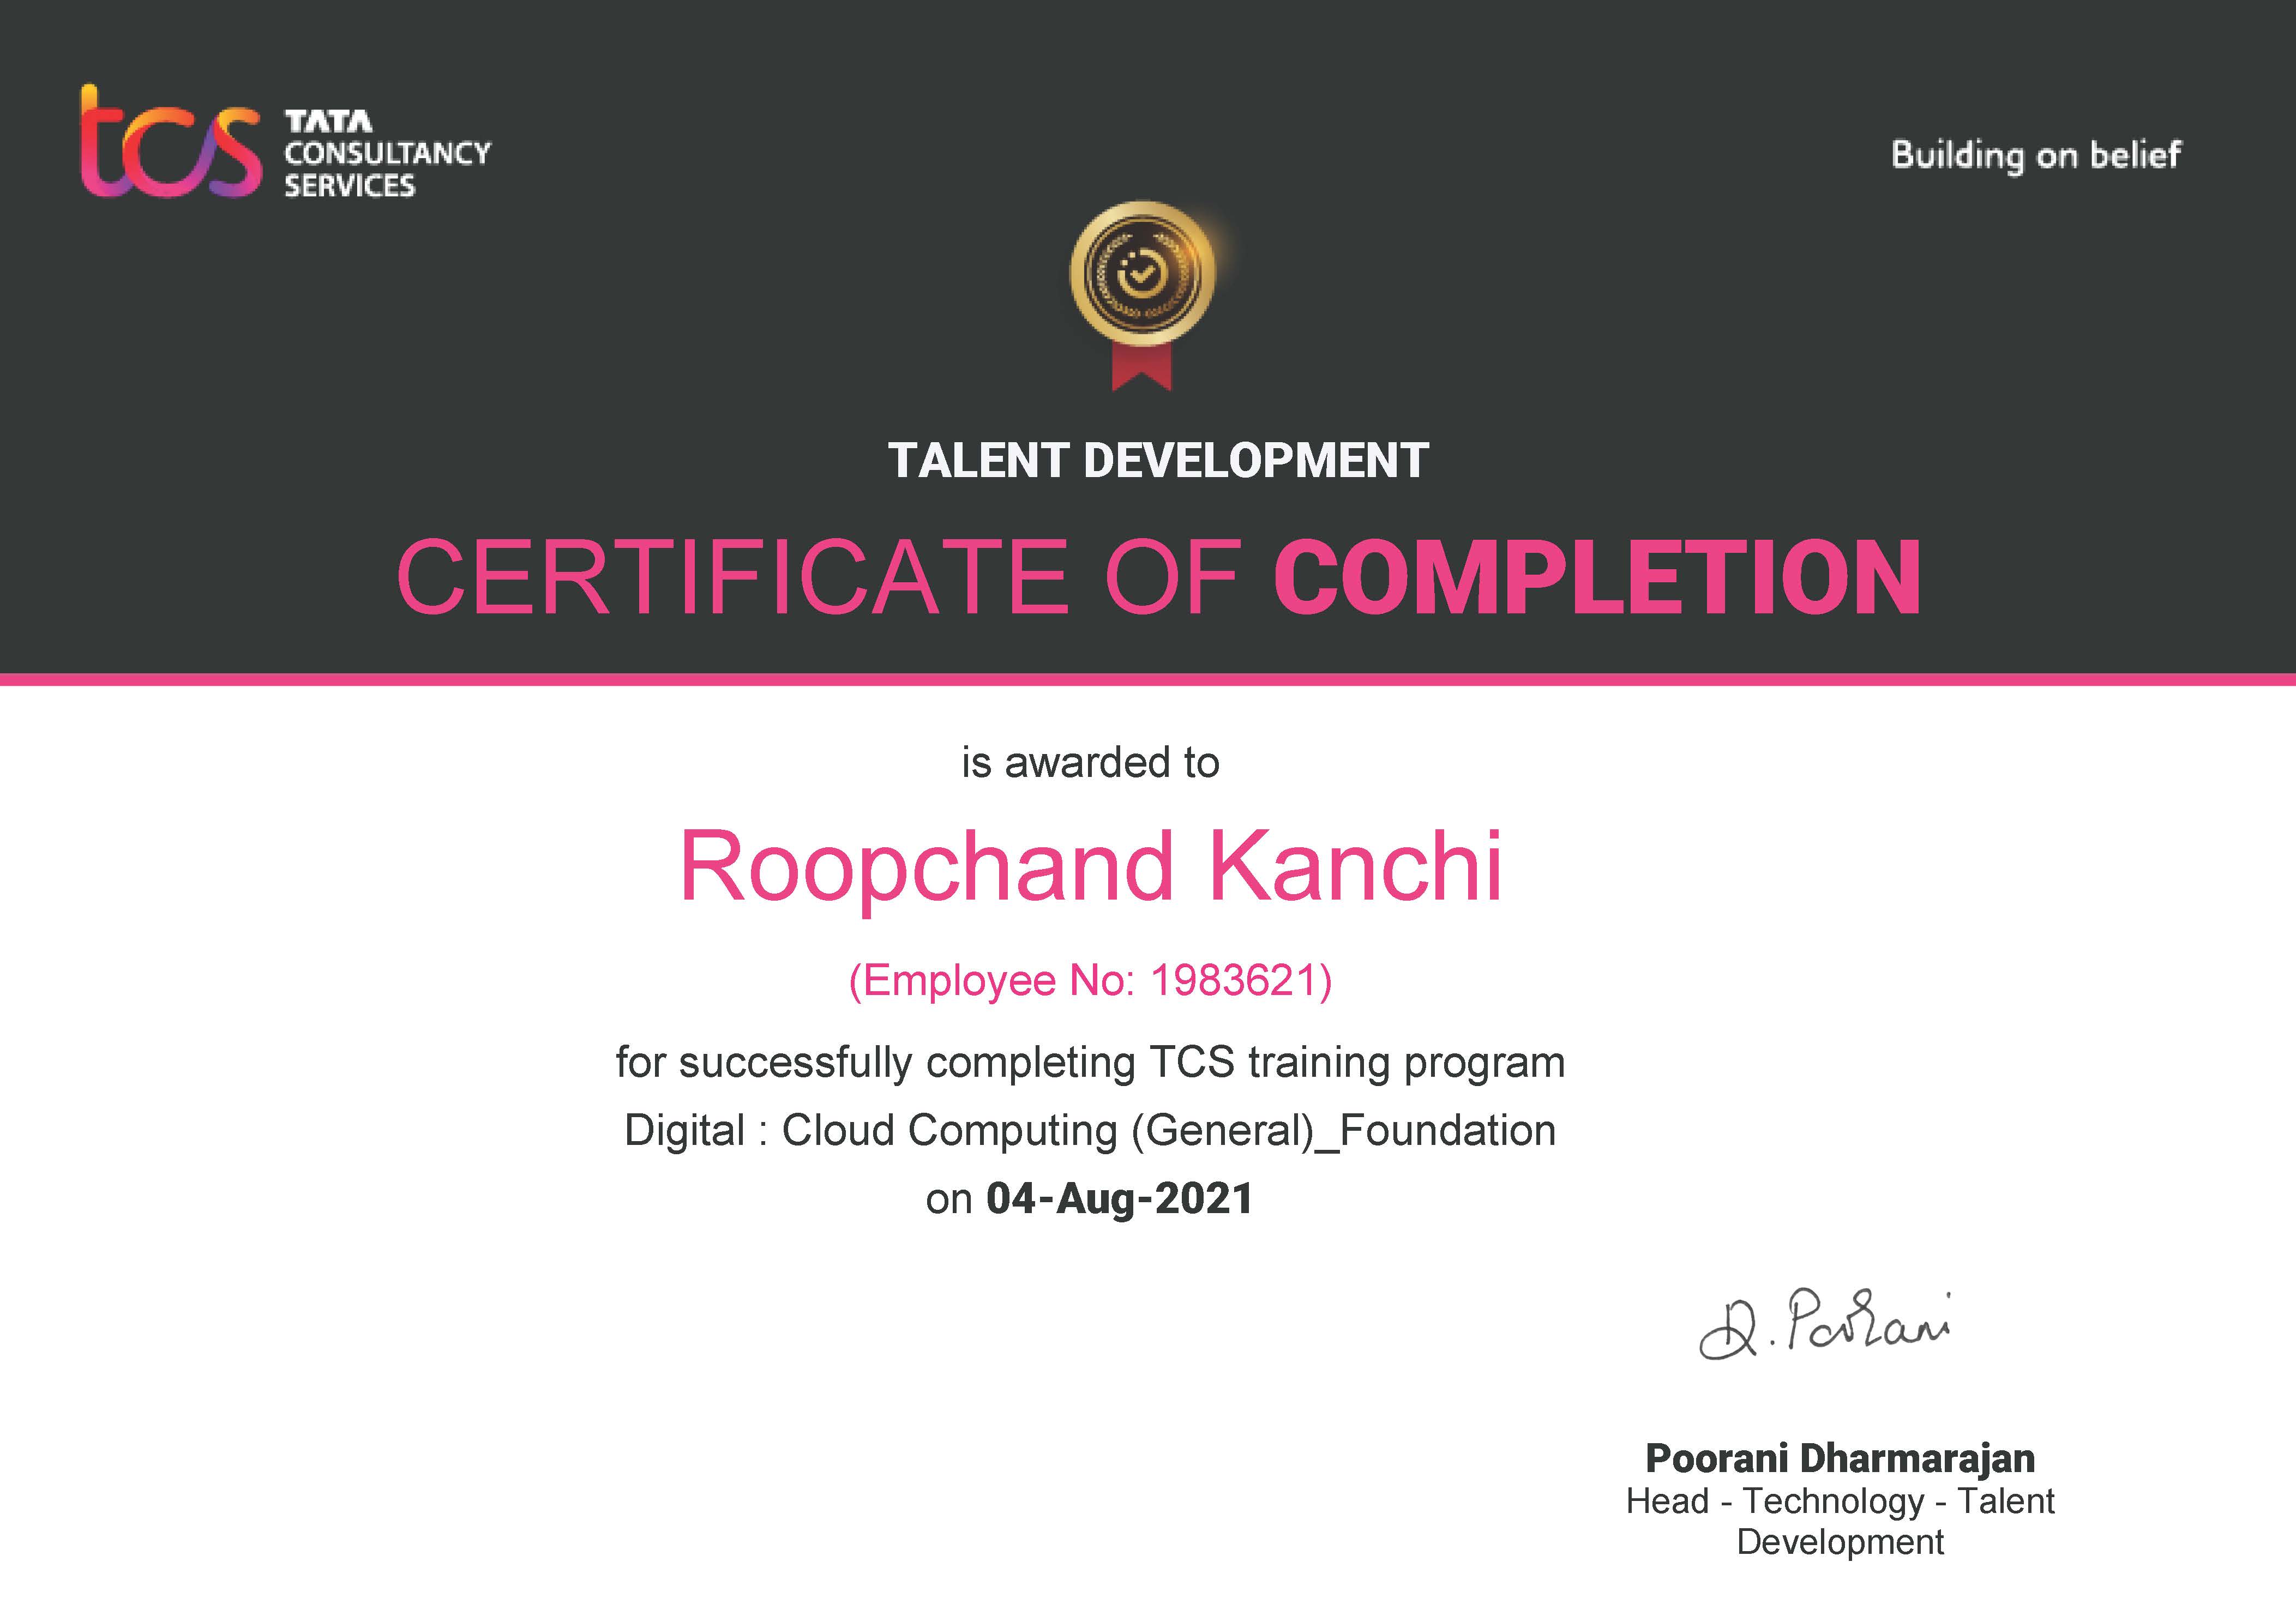 tcs
TATA
CONSULTANCY
SERVICES
Building on belief
TALENT DEVELOPMENT
CERTIFICATE OF COMPLETION
is awarded to
Roopchand Kanchi
(Employee No: 1983621)
for successfully completing TCS training program
Digital : Cloud Computing (General)_Foundation
on 04-Aug-2021
D. Poorani
Poorani Dharmarajan
Head - Technology - Talent
Development